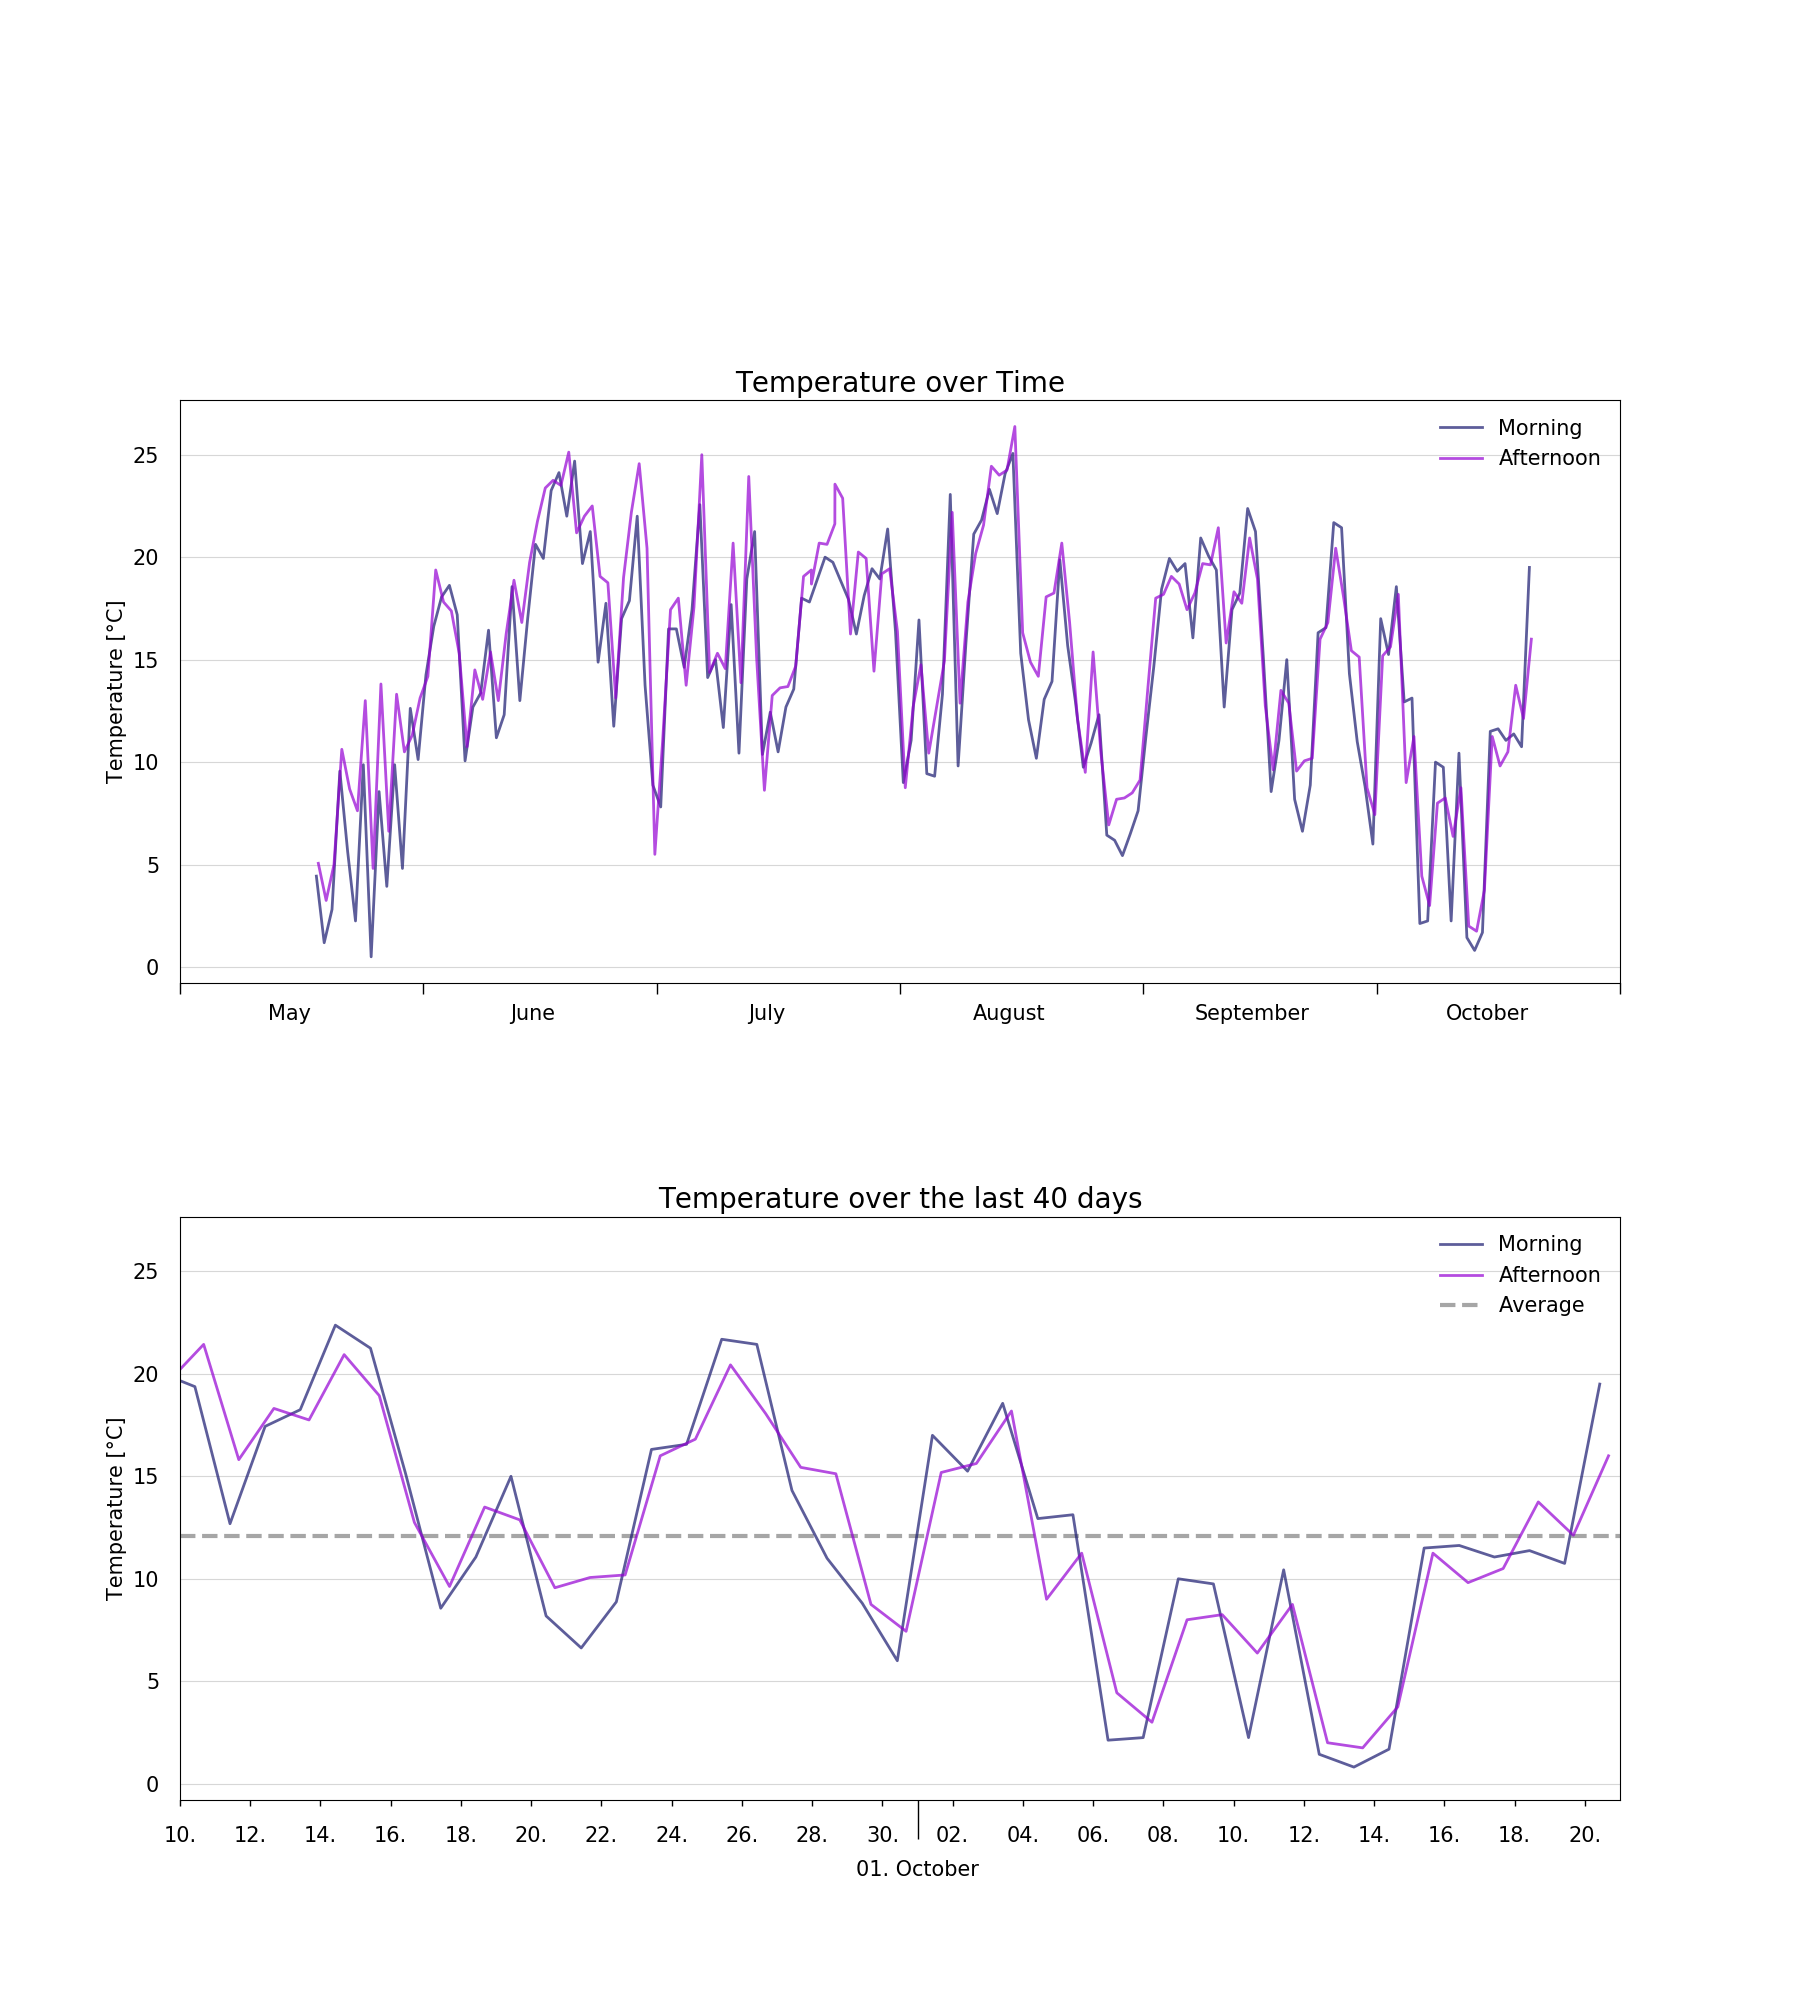 Temperature over Time
Morning
Afternoon
25
20
15
10
5
0
Temperature [°C]
May June July August September October
Temperature over the last 40 days
Morning
Afternoon
Average
25
20
15
10
5
0
Temperature [°C]
10. 12. 14. 16. 18. 20. 22. 24. 26. 28. 30. 02. 04. 06. 08. 10. 12. 14. 16. 18. 20.
01. October